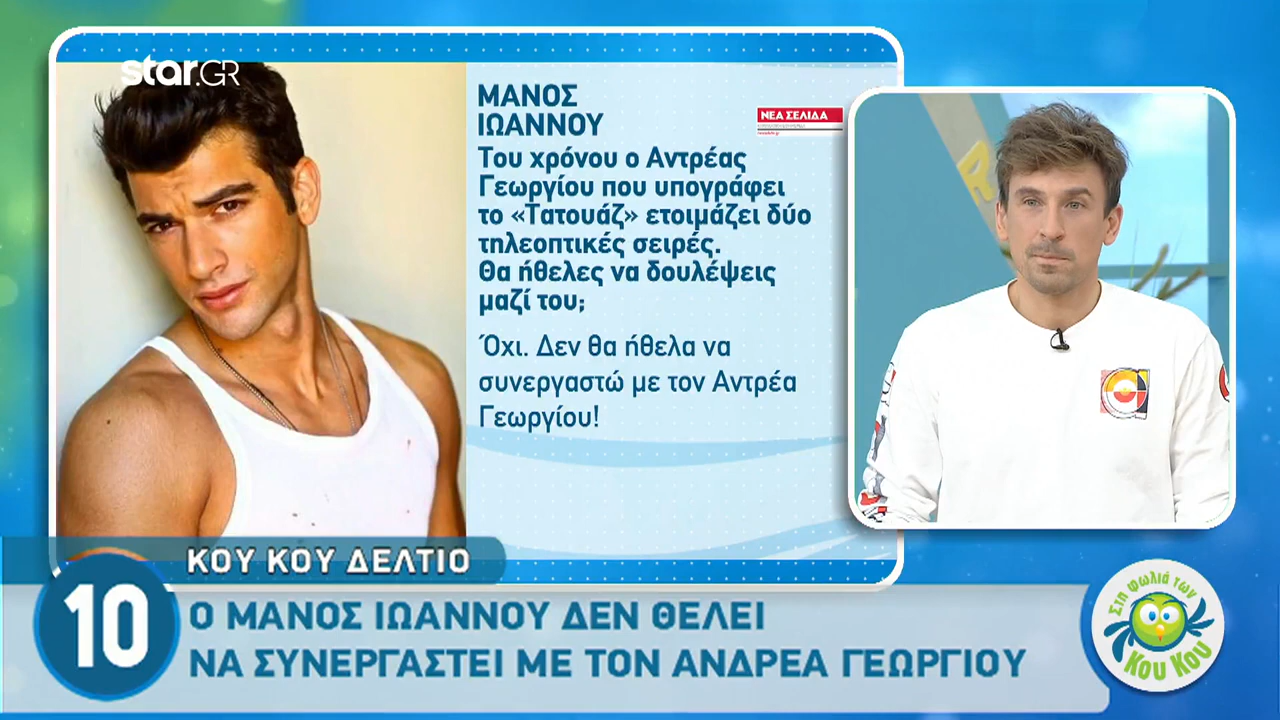 star.GR
ΜΑΝΟΣ
ΙΩΑΝΝΟΥ
ΝΕΑ ΣΕΛΙΔΑ
Του χρόνου ο Αντρέας
Γεωργίου που υπογράφει
το «Τατουάζ» ετοιμάζει δύο
τηλεοπτικές σειρές.
Θα ήθελες να δουλέψεις
μαζί του;
Όχι. Δεν θα ήθελα να
συνεργαστώ με τον Αντρέα
Γεωργίου!
ΚΟΥ ΚΟΥ ΔΕΛΤΙΟ
10
Ο ΜΑΝΟΣ ΙΩΑΝΝΟΥ ΔΕΝ ΘΕΛΕΙ
ΝΑ ΣΥΝΕΡΓΑΣΤΕΙ ΜΕ ΤΟΝ ΑΝΔΡΕΑ ΓΕΩΡΓΙΟΥ
Στη φωλιά των
Κου Κου